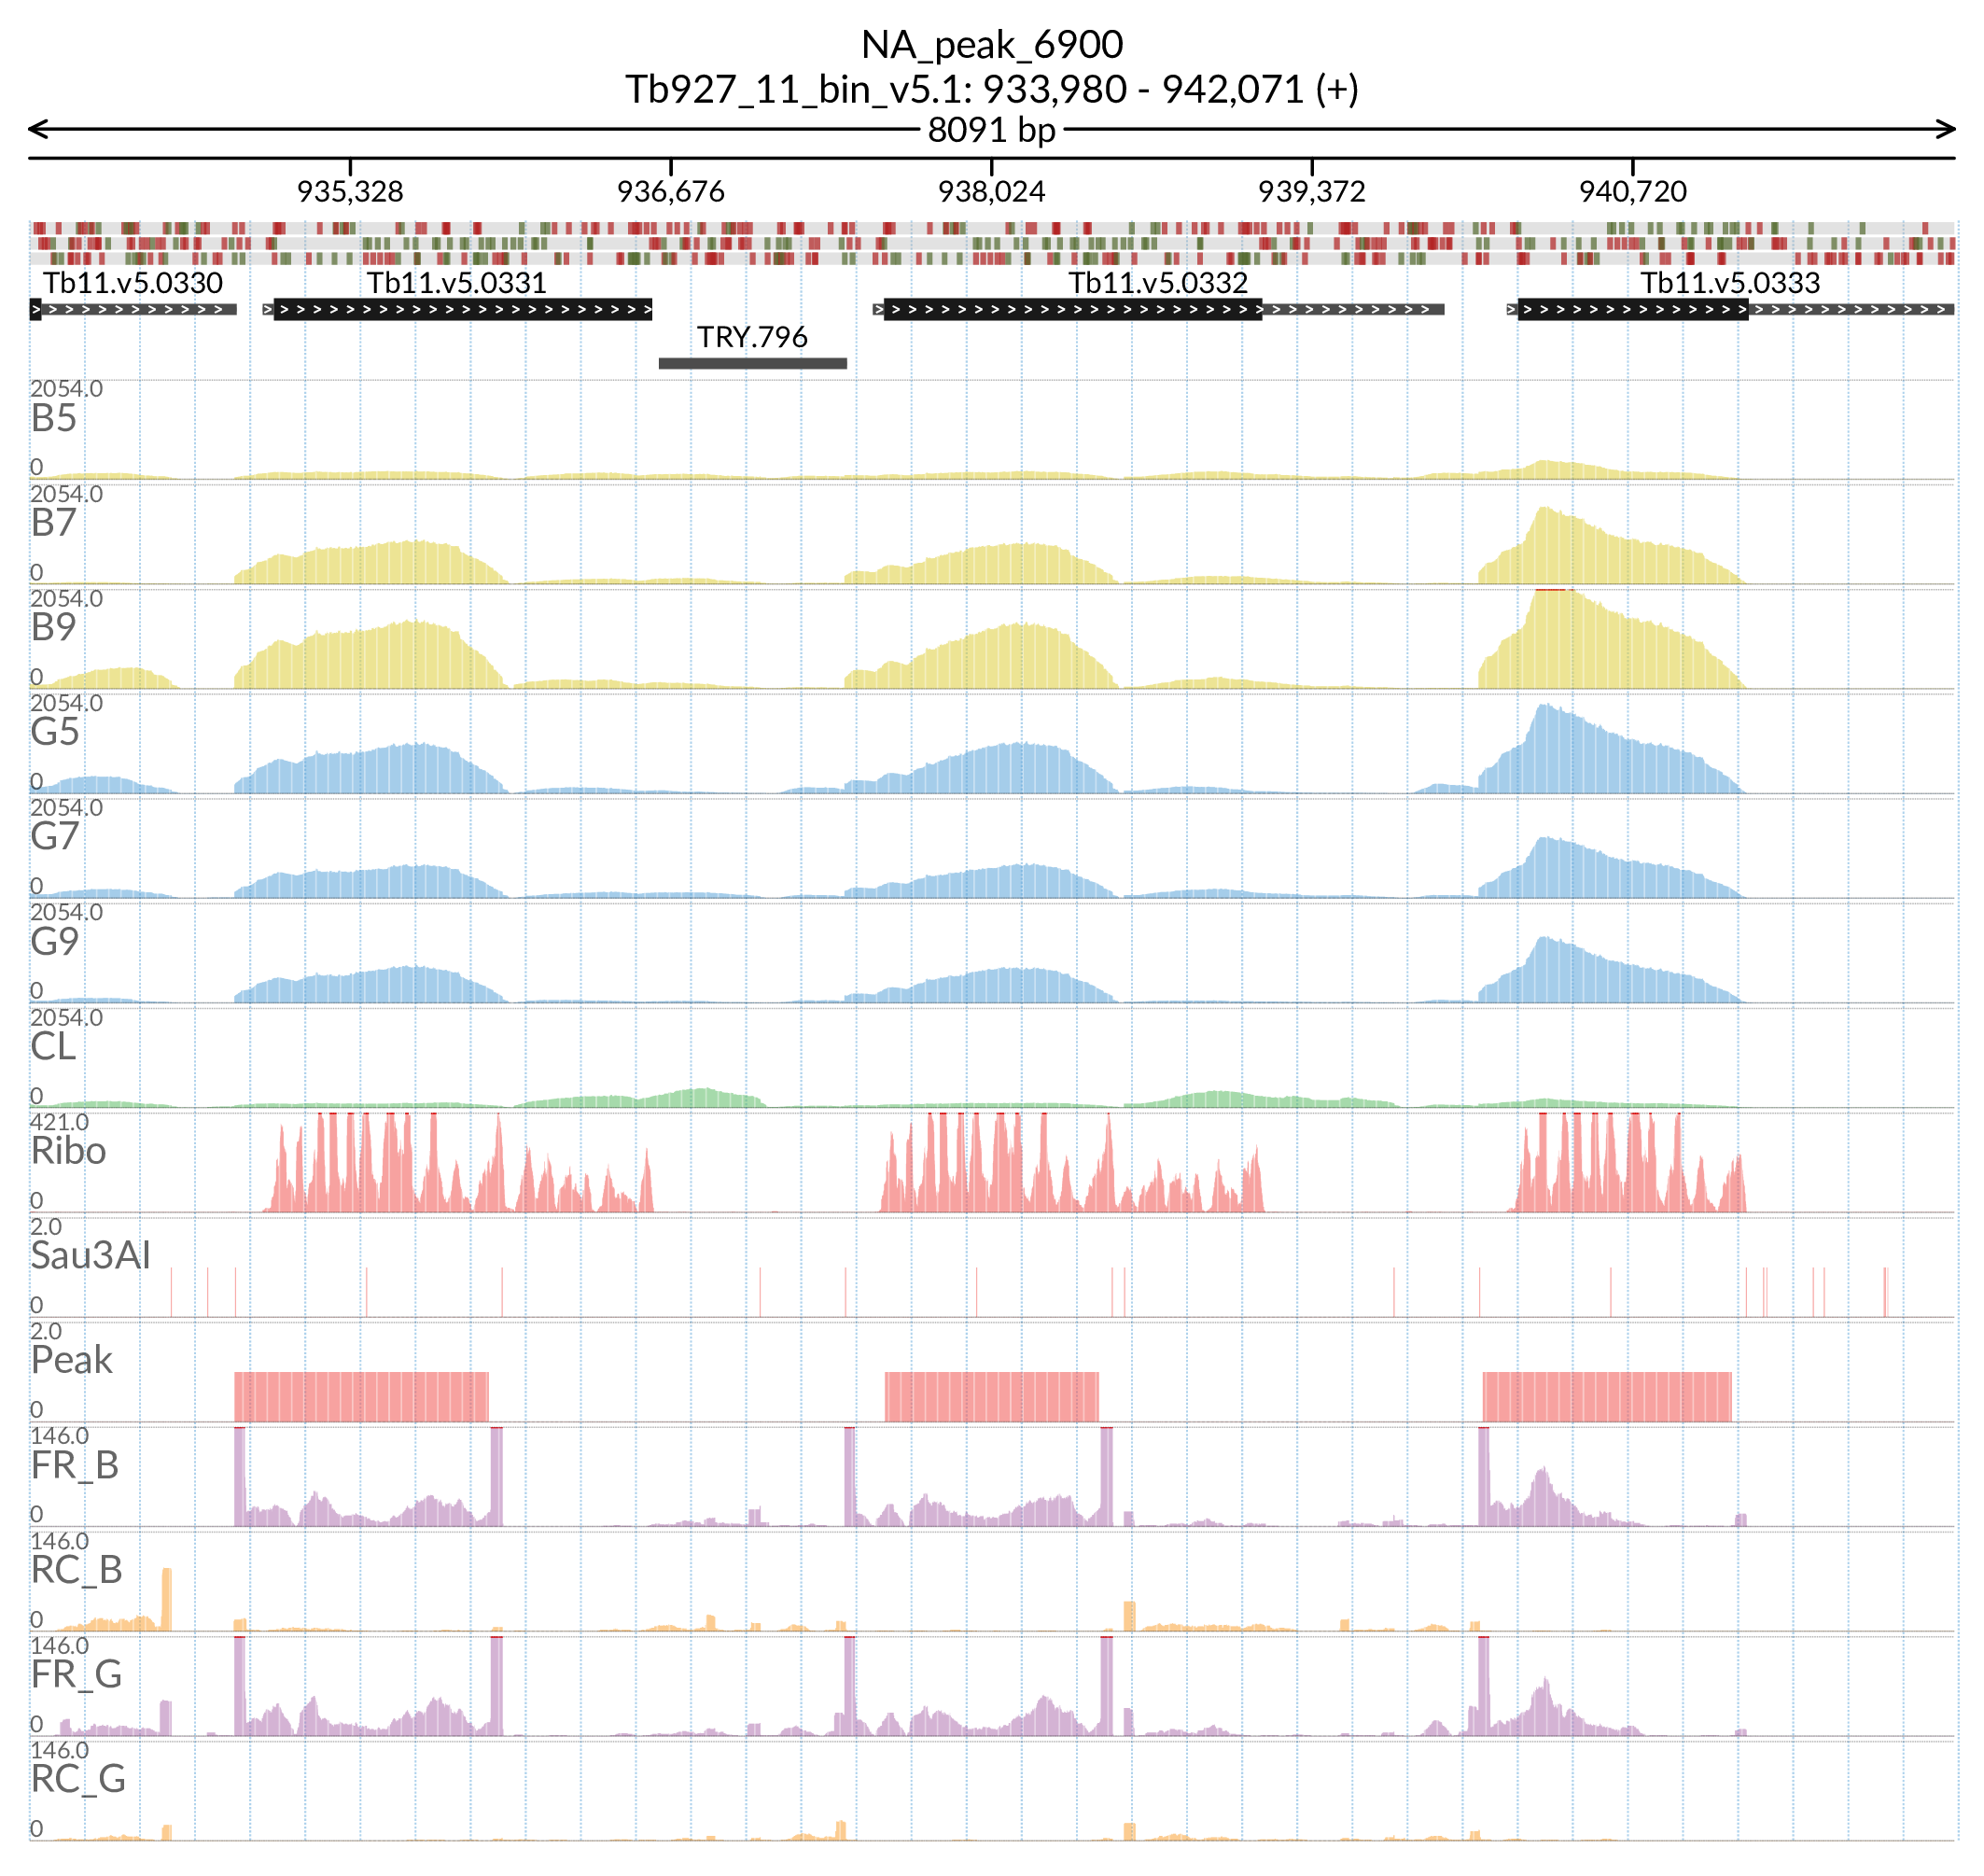 NA_peak_6900
Tb927_11_bin_v5.1: 933,980 - 942,071 (+)
8091 bp
935,328 936,676 938,024 939,372 940,720
Tb11.v5.0330 Tb11.v5.0331 Tb11.v5.0332 Tb11.v5.0333
TRY.796
2054.0
B5
0
2054.0
B7
0
2054.0
B9
0
2054.0
G5
0
2054.0
G7
0
2054.0
G9
0
2054.0
CL
0
421.0
Ribo
0
2.0
Sau3AI
0
2.0
Peak
0
146.0
FR_B
0
146.0
RC_B
0
146.0
FR_G
0
146.0
RC_G
0